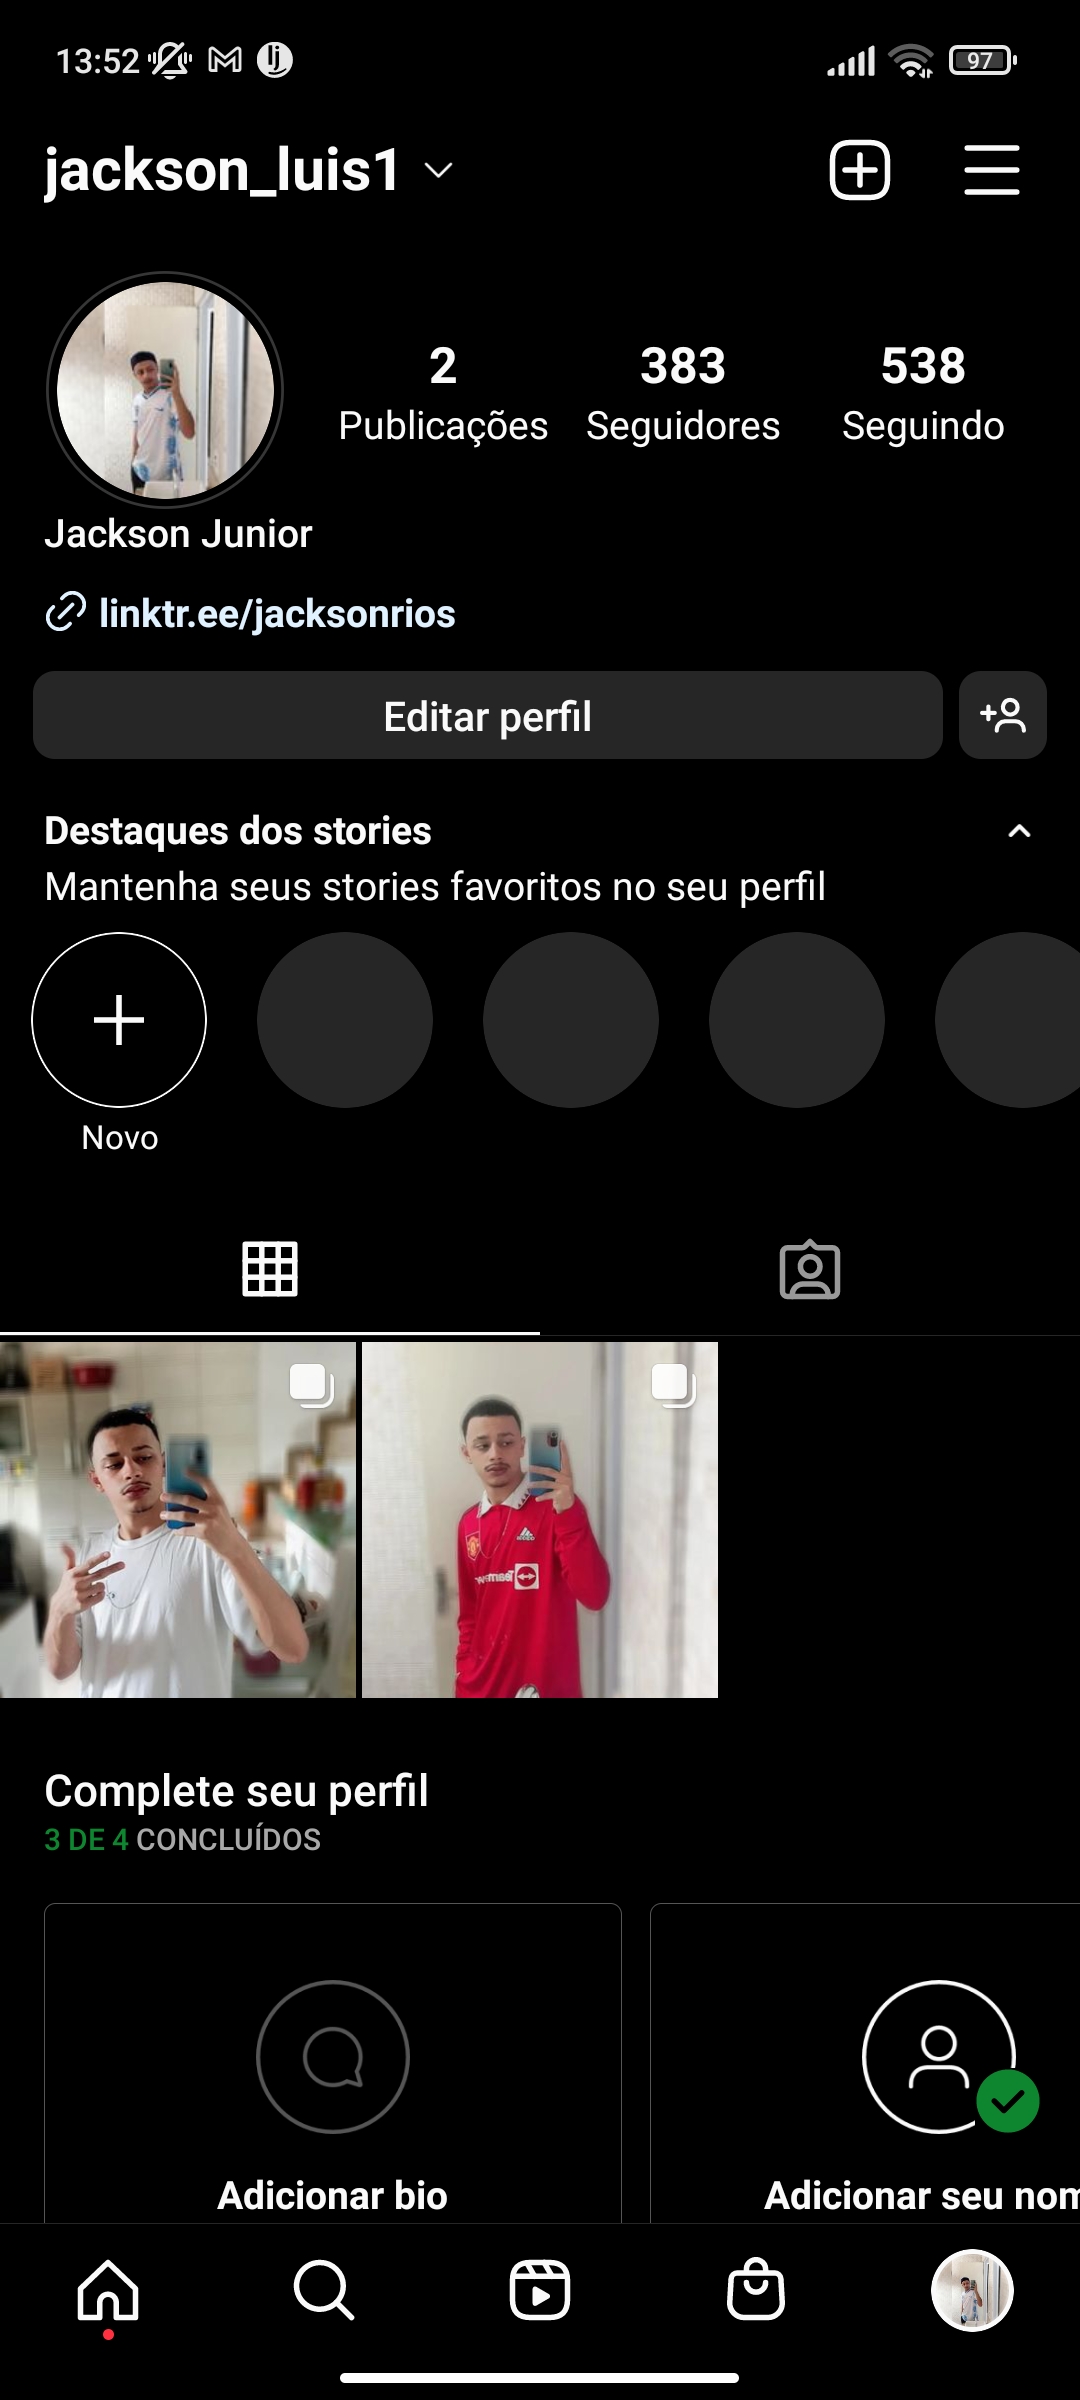 13:52
97
jackson_luis1
2
383
538
Publicações
Seguidores
Seguindo
Jackson Junior
linktr.ee/jacksonrios
Editar perfil
Destaques dos stories
Mantenha seus stories favoritos no seu perfil
Novo
adidas
Complete seu perfil
3 DE 4 CONCLUÍDOS
Adicionar bio
Adicionar seu nom